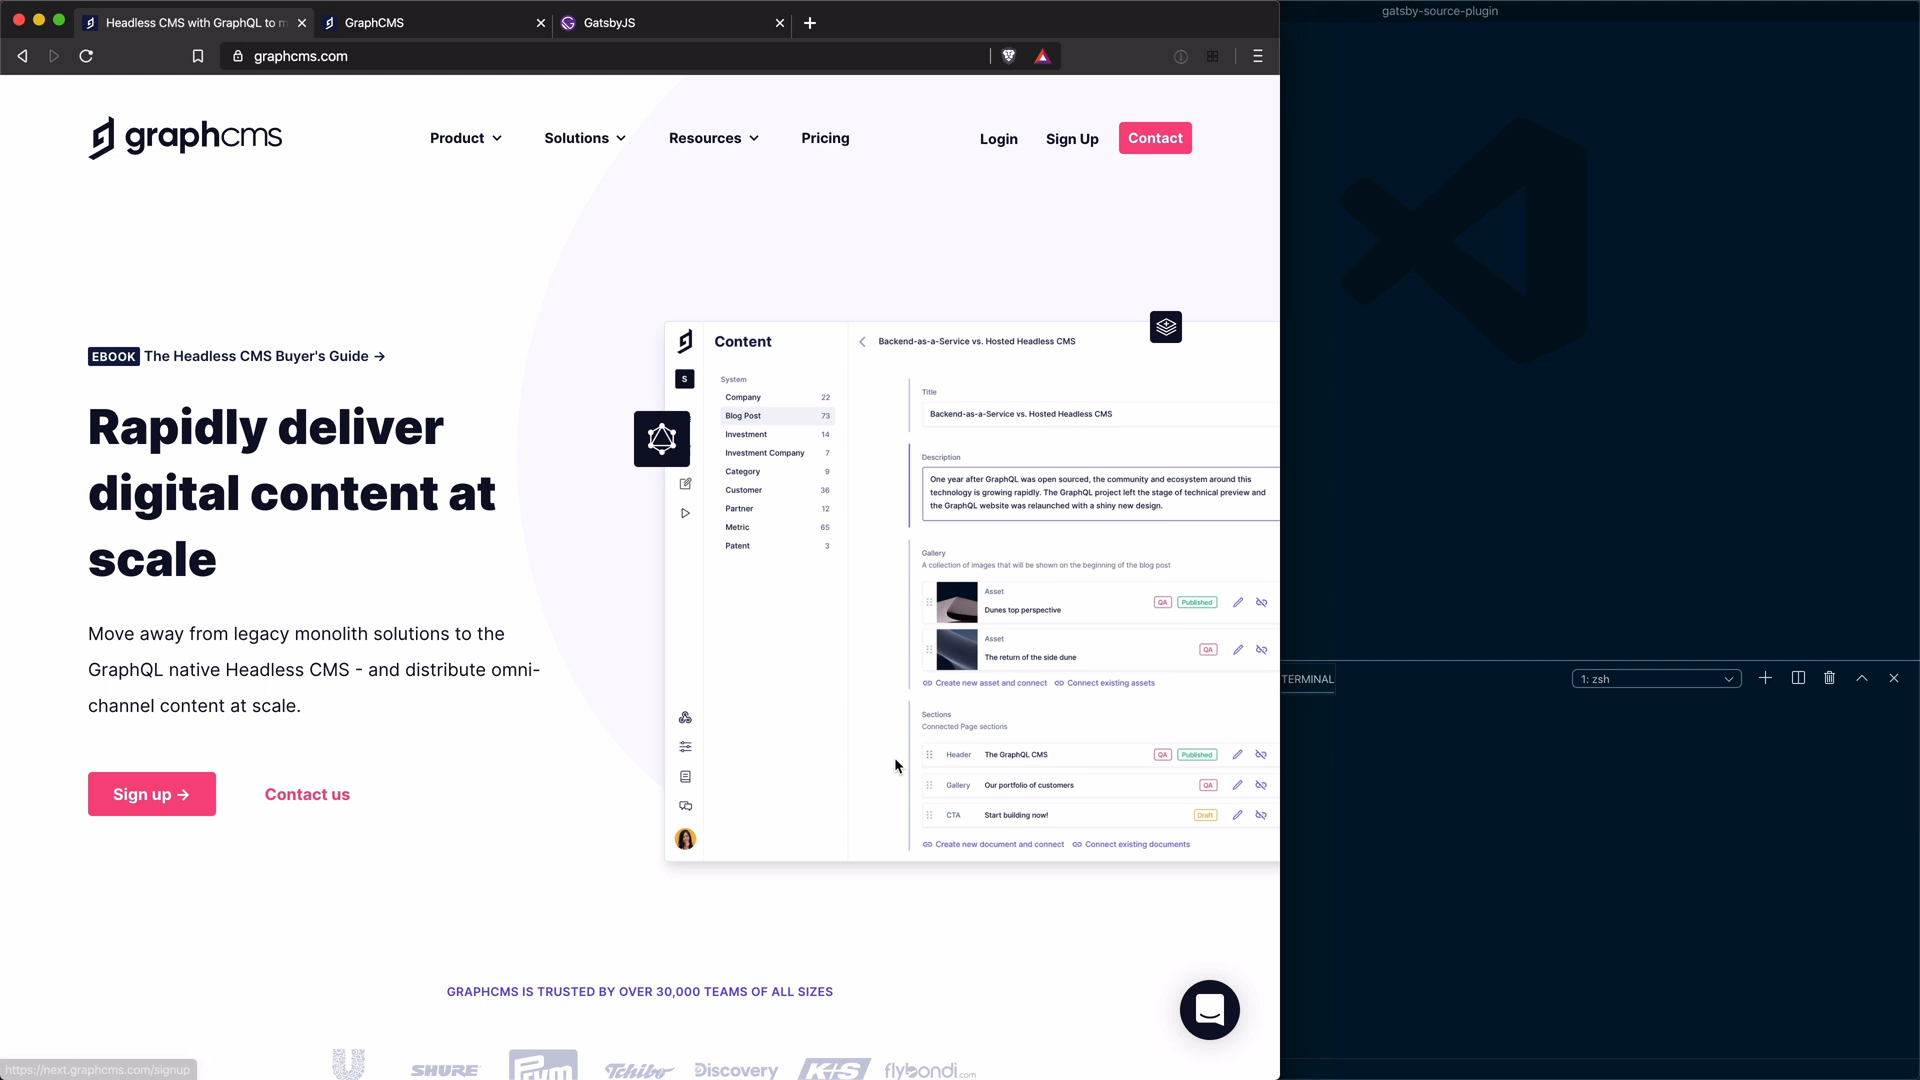 Headless CMS with GraphQL to m
GraphCMS
GatsbyJS
gatsby-source-plugin
graphcms.com
graphcms
Product
Solutions
Resources
Pricing
Login
Sign Up
Contact
EBOOK The Headless CMS Buyer's Guide →
Rapidly deliver
digital content at
scale
Move away from legacy monolith solutions to the
GraphQL native Headless CMS - and distribute omni-
channel content at scale.
Sign up →
Contact us
Content
S
System
Company 22
Blog Post 73
Investment 14
Investment Company 7
Category 9
Customer 36
Partner 12
Metric 65
Patent 3
Backend-as-a-Service vs. Hosted Headless CMS
Title
Backend-as-a-Service vs. Hosted Headless CMS
Description
One year after GraphQL was open sourced, the community and ecosystem around this
technology is growing rapidly. The GraphQL project left the stage of technical preview and
the GraphQL website was relaunched with a shiny new design.
Gallery
A collection of images that will be shown on the beginning of the blog post
Asset
Dunes top perspective
QA Published
Asset
The return of the side dune
QA
Create new asset and connect Connect existing assets
Sections
Connected Page sections
Header The GraphQL CMS QA Published
Gallery Our portfolio of customers QA
CTA Start building now! Draft
Create new document and connect Connect existing documents
TERMINAL
1: zsh
GRAPHCMS IS TRUSTED BY OVER 30,000 TEAMS OF ALL SIZES
SHURE
Prym
Tchibo
Discovery
K+S
flybondi.com
https://next.graphcms.com/signup